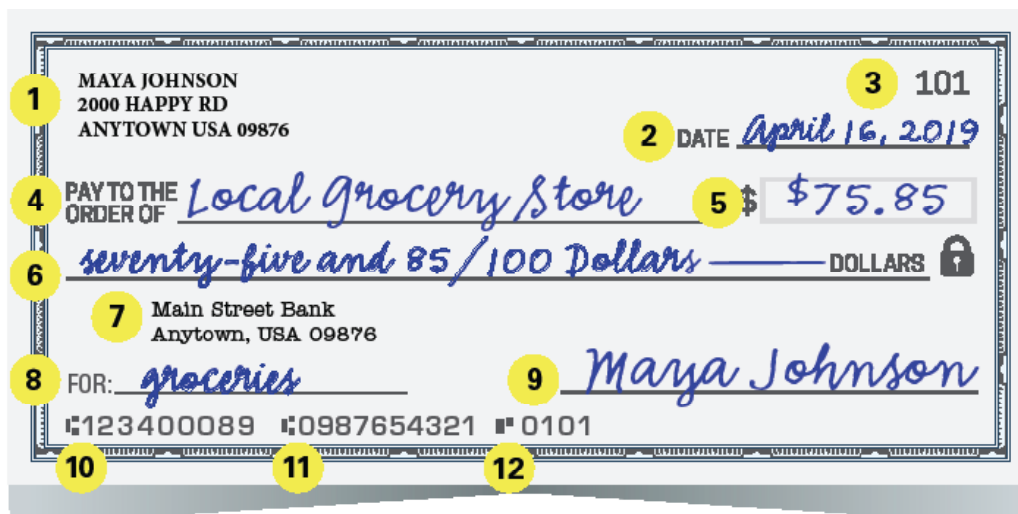 1 MAYA JOHNSON
2000 HAPPY RD
ANYTOWN USA 09876
3 101
2 DATE April 16, 2019
4 PAY TO THE ORDER OF Local Grocery Store 5 $ $75.85
6 seventy-five and 85/100 Dollars DOLLARS
7 Main Street Bank
Anytown, USA 09876
8 FOR: groceries 9 Maya Johnson
⑆123400089 ⑆0987654321 ⑈0101
10 11 12